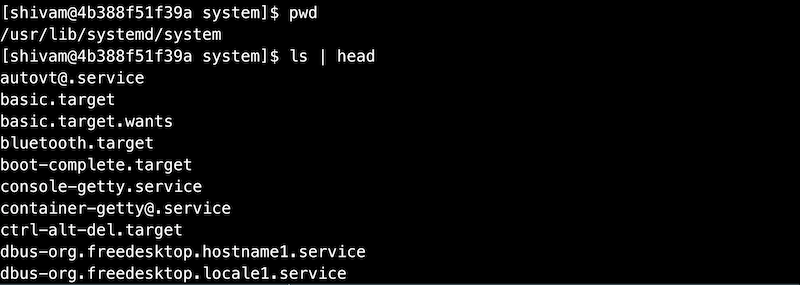 [shivam@4b388f51f39a system]$ pwd
/usr/lib/systemd/system
[shivam@4b388f51f39a system]$ ls | head
autovt@.service
basic.target
basic.target.wants
bluetooth.target
boot-complete.target
console-getty.service
container-getty@.service
ctrl-alt-del.target
dbus-org.freedesktop.hostname1.service
dbus-org.freedesktop.locale1.service